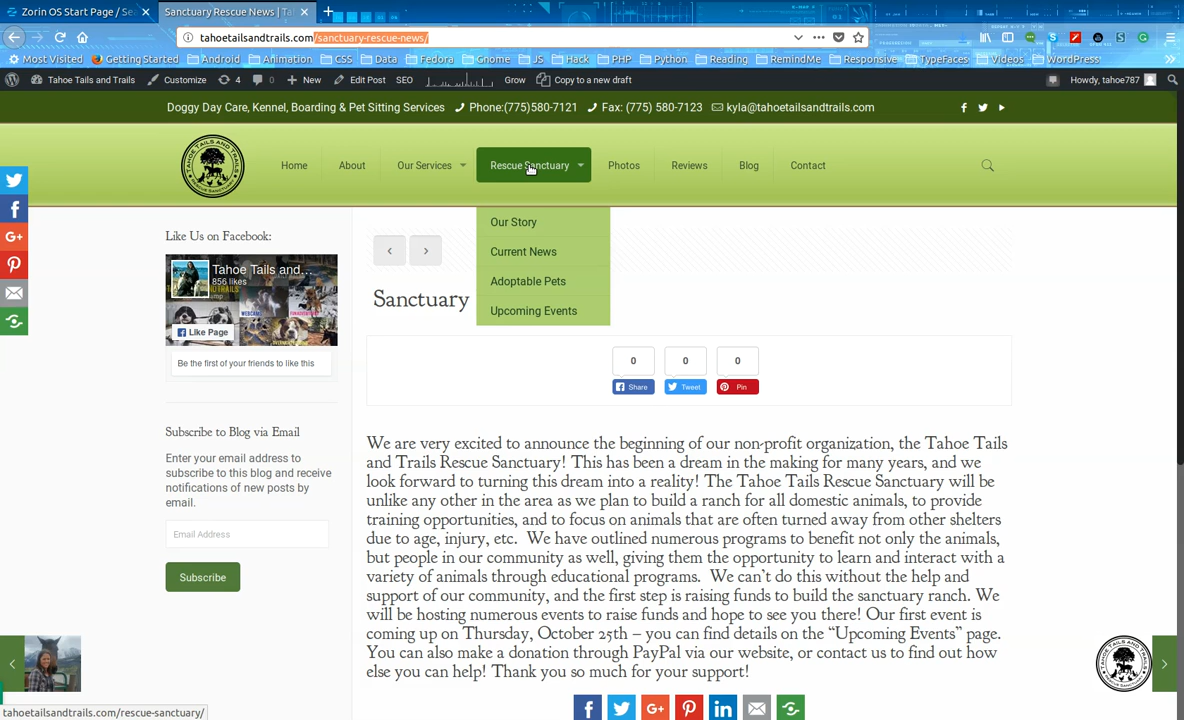 Zorin OS Start Page / Sea
Sanctuary Rescue News | Ta
tahoetailsandtrails.com/sanctuary-rescue-news/
Most Visited Getting Started Android Animation CSS Data Fedora Gnome JS Hack PHP Python Reading RemindMe Responsive TypeFaces Videos WordPress
Tahoe Tails and Trails Customize 4 0 New Edit Post SEO Grow Copy to a new draft Howdy, tahoe787
Doggy Day Care, Kennel, Boarding & Pet Sitting Services Phone:(775)580-7121 Fax: (775) 580-7123 kyla@tahoetailsandtrails.com
Home About Our Services Rescue Sanctuary Photos Reviews Blog Contact
Our Story
Current News
Adoptable Pets
Upcoming Events
Like Us on Facebook:
Tahoe Tails and...
856 likes
Like Page
Be the first of your friends to like this
Subscribe to Blog via Email
Enter your email address to
subscribe to this blog and receive
notifications of new posts by
email.
Email Address
Subscribe
Sanctuary
0 0 0
Share Tweet Pin
We are very excited to announce the beginning of our non-profit organization, the Tahoe Tails
and Trails Rescue Sanctuary! This has been a dream in the making for many years, and we
look forward to turning this dream into a reality! The Tahoe Tails Rescue Sanctuary will be
unlike any other in the area as we plan to build a ranch for all domestic animals, to provide
training opportunities, and to focus on animals that are often turned away from other shelters
due to age, injury, etc. We have outlined numerous programs to benefit not only the animals,
but people in our community as well, giving them the opportunity to learn and interact with a
variety of animals through educational programs. We can't do this without the help and
support of our community, and the first step is raising funds to build the sanctuary ranch. We
will be hosting numerous events to raise funds and hope to see you there! Our first event is
coming up on Thursday, October 25th – you can find details on the “Upcoming Events” page.
You can also make a donation through PayPal via our website, or contact us to find out how
else you can help! Thank you so much for your support!
tahoetailsandtrails.com/rescue-sanctuary/